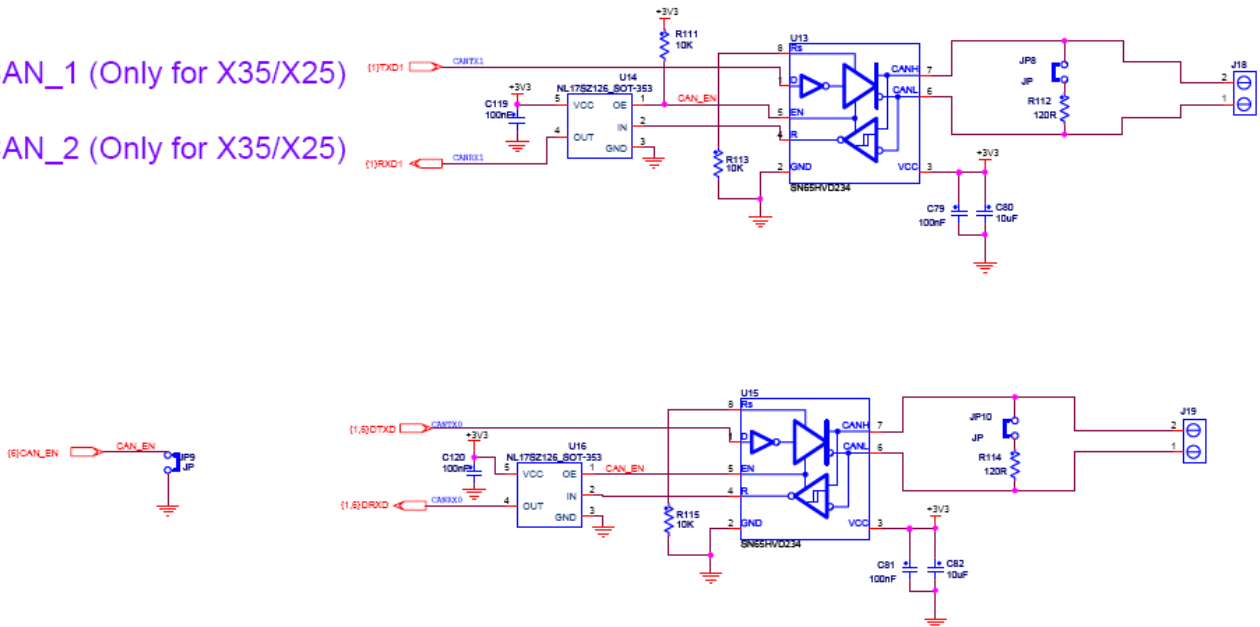 AN_1 (Only for X35/X25)
AN_2 (Only for X35/X25)
+3V3
R111
10K
{1}TXD1
CANTX1
+3V3
C119
100nF
U14
NL17SZ126_SOT-353
5 VCC OE 1
CAN_EN
IN 2
4 OUT
GND 3
{1}RXD1
CANRX1
R113
10K
U13
8 Rs
1 D
5 EN
4 R
2 GND
CANH 7
CANL 6
VCC 3
SN65HVD234
+3V3
C79
100nF
C80
10uF
JP8
JP
R112
120R
J18
2
1
{6}CAN_EN
CAN_EN
JP9
JP
{1,6}DTXD
CANTX0
+3V3
C120
100nF
U16
NL17SZ126_SOT-353
5 VCC OE 1
CAN_EN
IN 2
4 OUT
GND 3
{1,6}DRXD
CANRX0
R115
10K
U15
8 Rs
1 D
5 EN
4 R
2 GND
CANH 7
CANL 6
VCC 3
SN65HVD234
+3V3
C81
100nF
C82
10uF
JP10
JP
R114
120R
J19
2
1